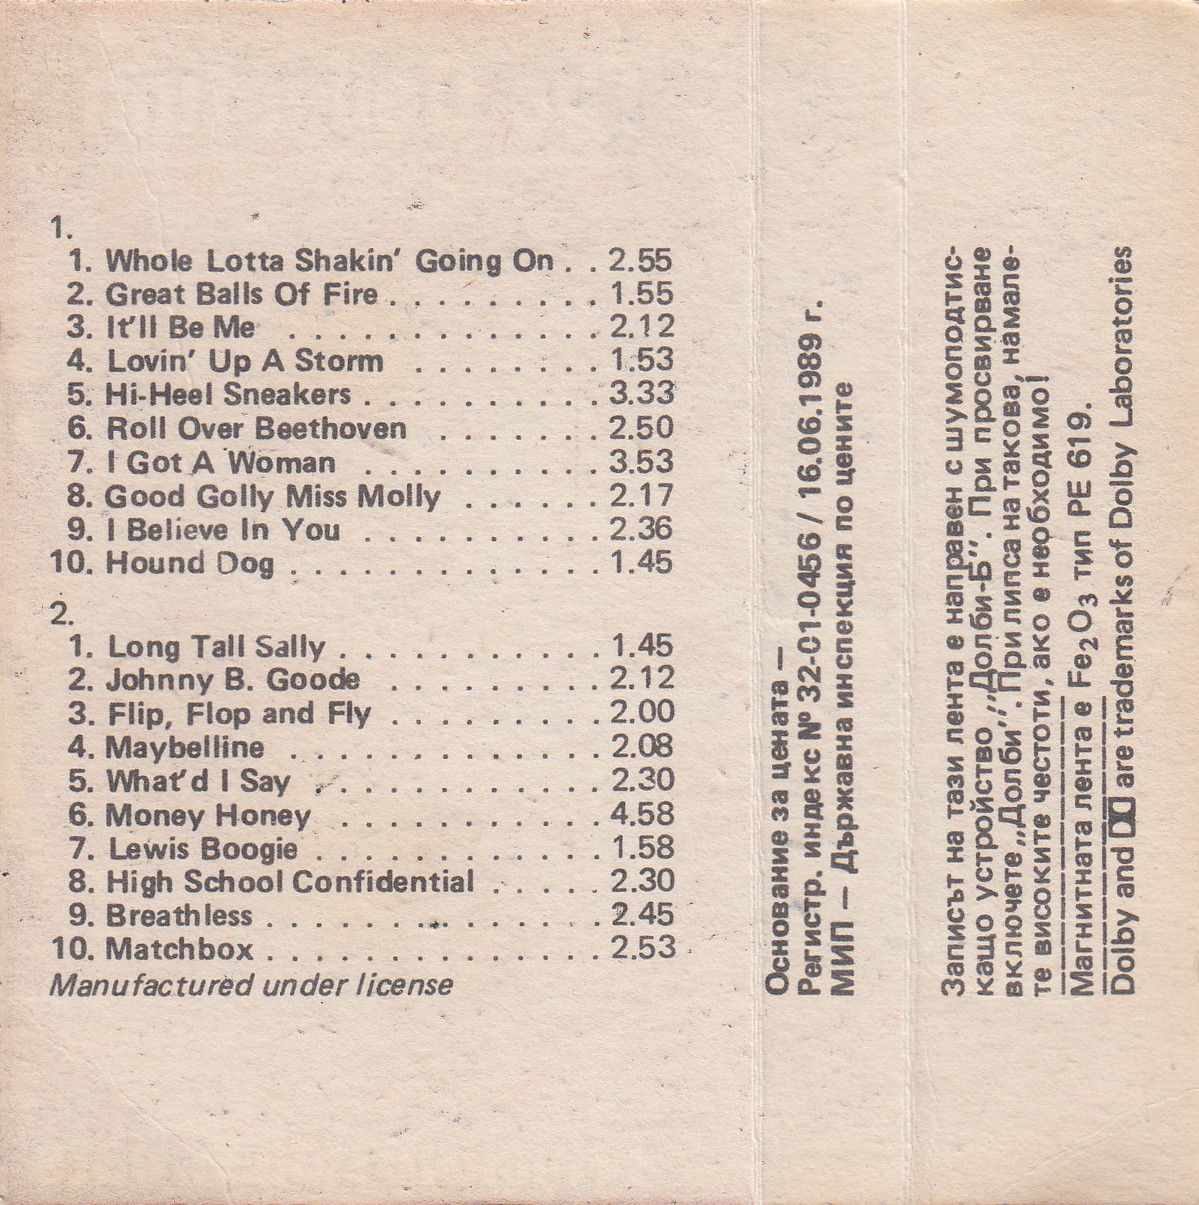 1.
1. Whole Lotta Shakin' Going On . . 2.55
2. Great Balls Of Fire . . . . . . . . . . 1.55
3. It'll Be Me . . . . . . . . . . . . . . . 2.12
4. Lovin' Up A Storm . . . . . . . . . 1.53
5. Hi-Heel Sneakers . . . . . . . . . . . 3.33
6. Roll Over Beethoven . . . . . . . . 2.50
7. I Got A Woman . . . . . . . . . . . 3.53
8. Good Golly Miss Molly . . . . . . 2.17
9. I Believe In You . . . . . . . . . . . 2.36
10. Hound Dog . . . . . . . . . . . . . . 1.45
2.
1. Long Tall Sally . . . . . . . . . . . . 1.45
2. Johnny B. Goode . . . . . . . . . . 2.12
3. Flip, Flop and Fly . . . . . . . . . . 2.00
4. Maybelline . . . . . . . . . . . . . . 2.08
5. What'd I Say . . . . . . . . . . . . . 2.30
6. Money Honey . . . . . . . . . . . . 4.58
7. Lewis Boogie . . . . . . . . . . . . . 1.58
8. High School Confidential . . . . . 2.30
9. Breathless . . . . . . . . . . . . . . . 2.45
10. Matchbox . . . . . . . . . . . . . . . 2.53
Manufactured under license
Основание за цената —
Регистр. индекс № 32-01-0456 / 16.06.1989 г.
МИП — Държавна инспекция по цените
Записът на тази лента е направен с шумоподтис-
кащо устройство „Долби-Б”. При просвирване
включете „Долби”. При липса на такова, намале-
те високите честоти, ако е необходимо!
Магнитната лента е Fe2O3 тип PE 619.
Dolby and DD are trademarks of Dolby Laboratories